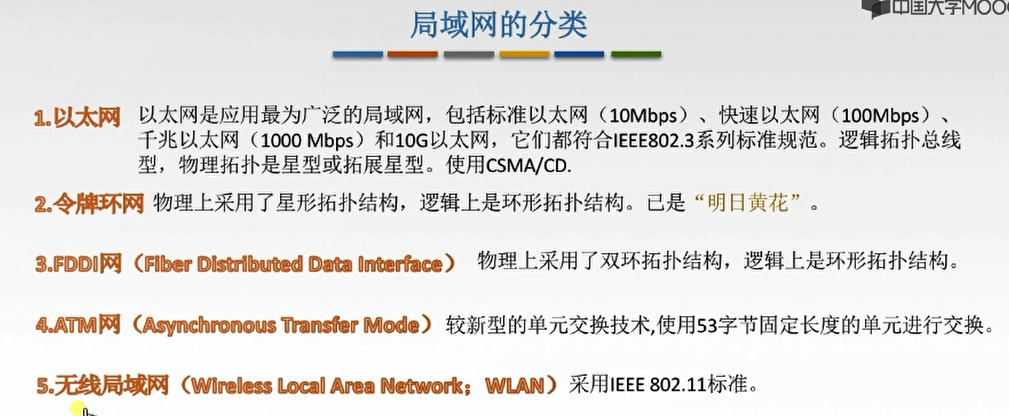 中国大学MOO
局域网的分类
1.以太网 以太网是应用最为广泛的局域网，包括标准以太网（10Mbps）、快速以太网（100Mbps）、
千兆以太网（1000 Mbps）和10G以太网，它们都符合IEEE802.3系列标准规范。逻辑拓扑总线
型，物理拓扑是星型或拓展星型。使用CSMA/CD.
2.令牌环网 物理上采用了星形拓扑结构，逻辑上是环形拓扑结构。已是“明日黄花”。
3.FDDI网（Fiber Distributed Data Interface） 物理上采用了双环拓扑结构，逻辑上是环形拓扑结构。
4.ATM网（Asynchronous Transfer Mode）较新型的单元交换技术,使用53字节固定长度的单元进行交换。
5.无线局域网（Wireless Local Area Network；WLAN）采用IEEE 802.11标准。